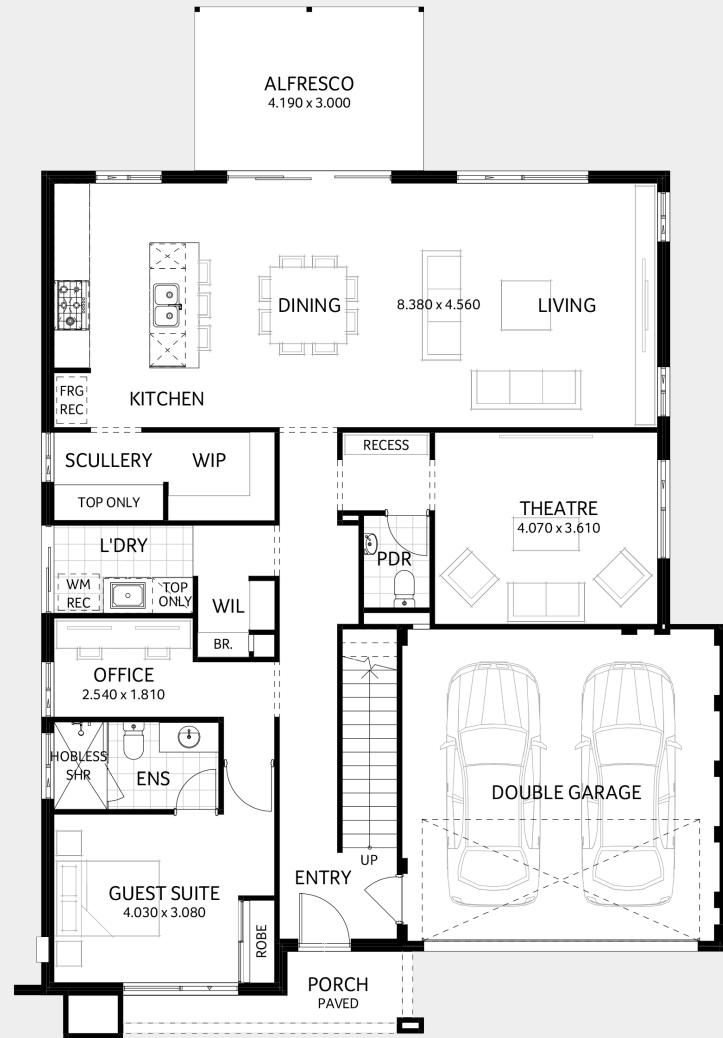 ALFRESCO
4.190 x 3.000
DINING
8.380 x 4.560
LIVING
FRG
REC
KITCHEN
RECESS
SCULLERY
WIP
TOP ONLY
THEATRE
4.070 x 3.610
L'DRY
PDR
WM
REC
TOP
ONLY
WIL
BR.
OFFICE
2.540 x 1.810
HOBLESS
SHR
ENS
DOUBLE GARAGE
UP
ENTRY
GUEST SUITE
4.030 x 3.080
ROBE
PORCH
PAVED